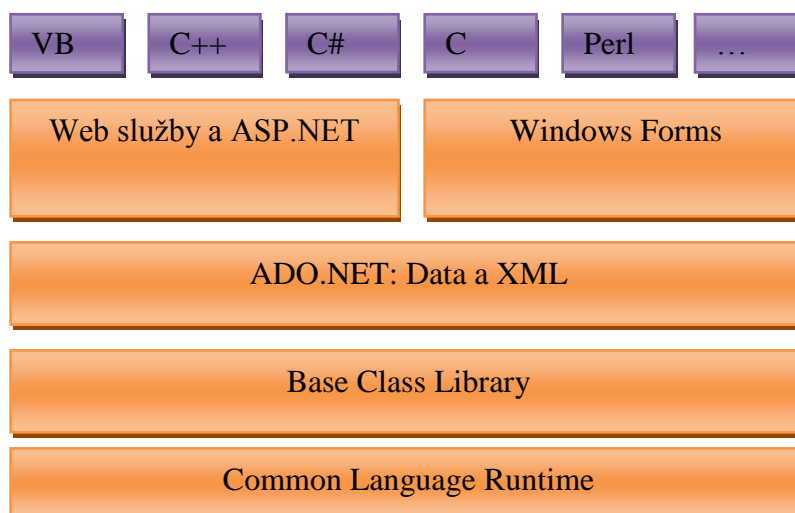 VB C++ C# C Perl …
Web služby a ASP.NET Windows Forms
ADO.NET: Data a XML
Base Class Library
Common Language Runtime